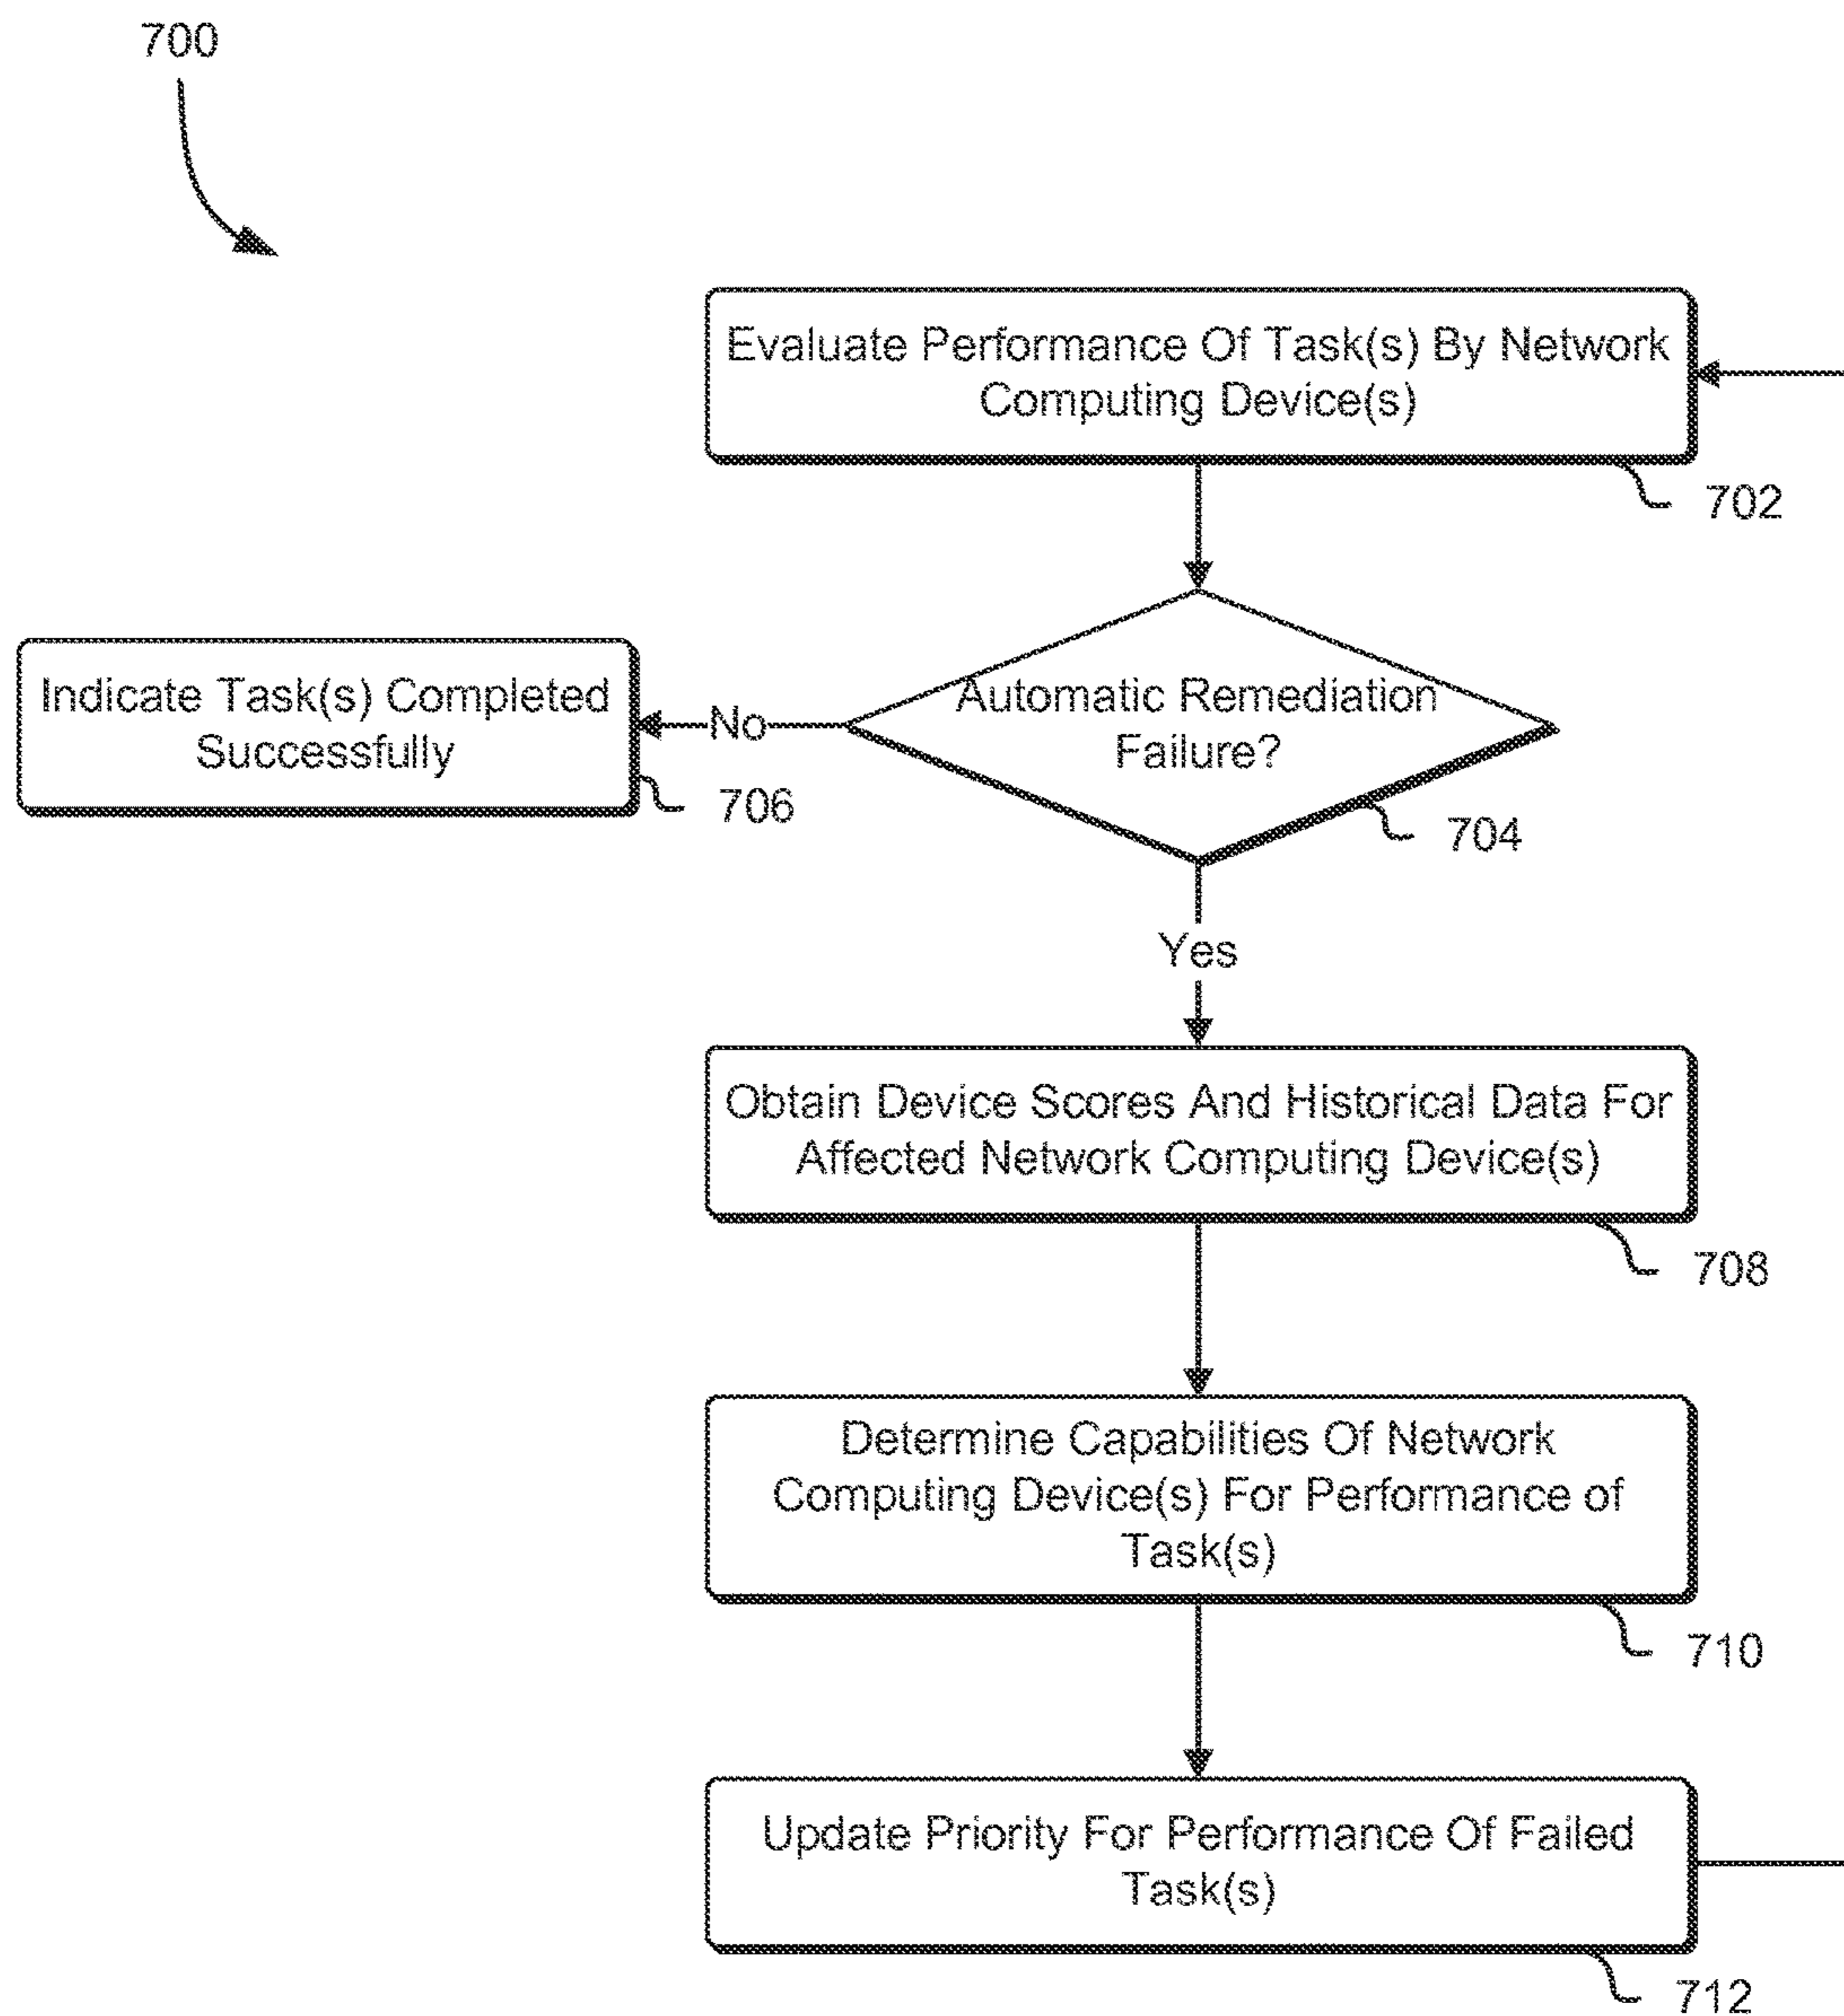 700
Evaluate Performance Of Task(s) By Network
Computing Device(s)
702
Automatic Remediation
Failure?
704
No
Indicate Task(s) Completed
Successfully
706
Yes
Obtain Device Scores And Historical Data For
Affected Network Computing Device(s)
708
Determine Capabilities Of Network
Computing Device(s) For Performance of
Task(s)
710
Update Priority For Performance Of Failed
Task(s)
712